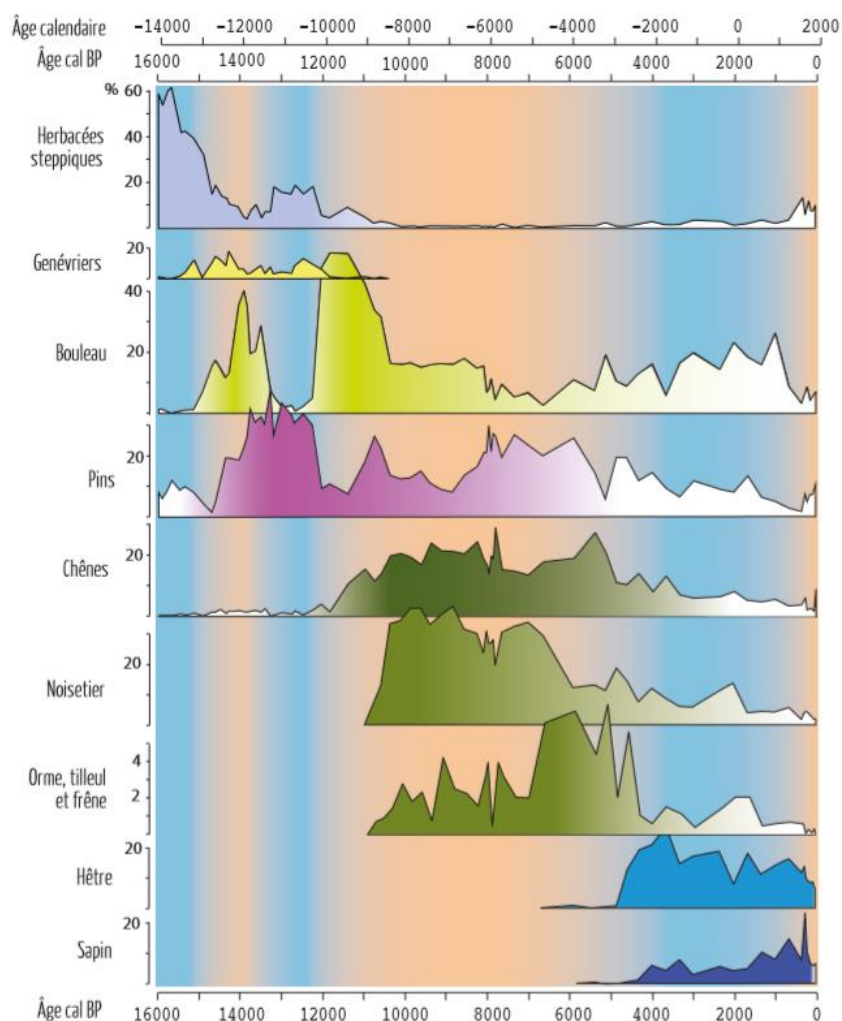 Âge calendaire −14000 −12000 −10000 −8000 −6000 −4000 −2000 0 2000
Âge cal BP 16000 14000 12000 10000 8000 6000 4000 2000 0
% 60
40
20
Herbacées
steppiques
20
Genévriers
40
20
Bouleau
20
Pins
20
Chênes
20
Noisetier
4
2
Orme, tilleul
et frêne
20
Hêtre
20
Sapin
Âge cal BP 16000 14000 12000 10000 8000 6000 4000 2000 0